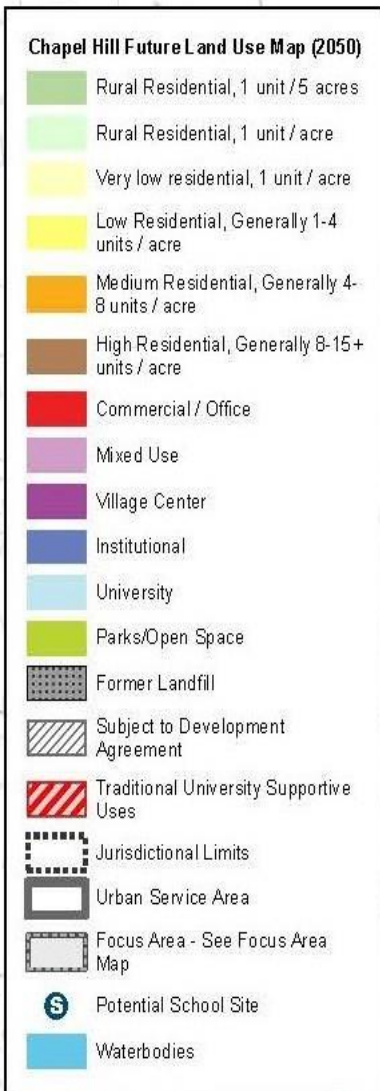 Chapel Hill Future Land Use Map (2050)
Rural Residential, 1 unit / 5 acres
Rural Residential, 1 unit / acre
Very low residential, 1 unit / acre
Low Residential, Generally 1-4
units / acre
Medium Residential, Generally 4-
8 units / acre
High Residential, Generally 8-15+
units / acre
Commercial / Office
Mixed Use
Village Center
Institutional
University
Parks/Open Space
Former Landfill
Subject to Development
Agreement
Traditional University Supportive
Uses
Jurisdictional Limits
Urban Service Area
Focus Area - See Focus Area
Map
S Potential School Site
Waterbodies